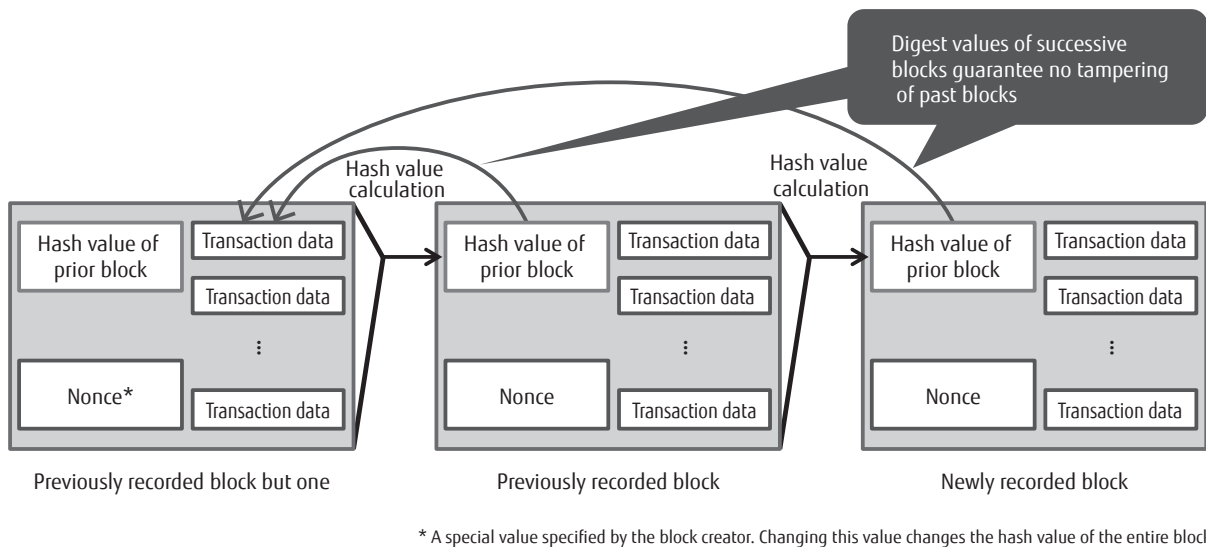 Digest values of successive
blocks guarantee no tampering
of past blocks
Hash value
calculation
Hash value
calculation
Hash value of
prior block
Transaction data
Transaction data
⋮
Nonce*
Transaction data
Hash value of
prior block
Transaction data
Transaction data
⋮
Nonce
Transaction data
Hash value of
prior block
Transaction data
Transaction data
⋮
Nonce
Transaction data
Previously recorded block but one
Previously recorded block
Newly recorded block
* A special value specified by the block creator. Changing this value changes the hash value of the entire block